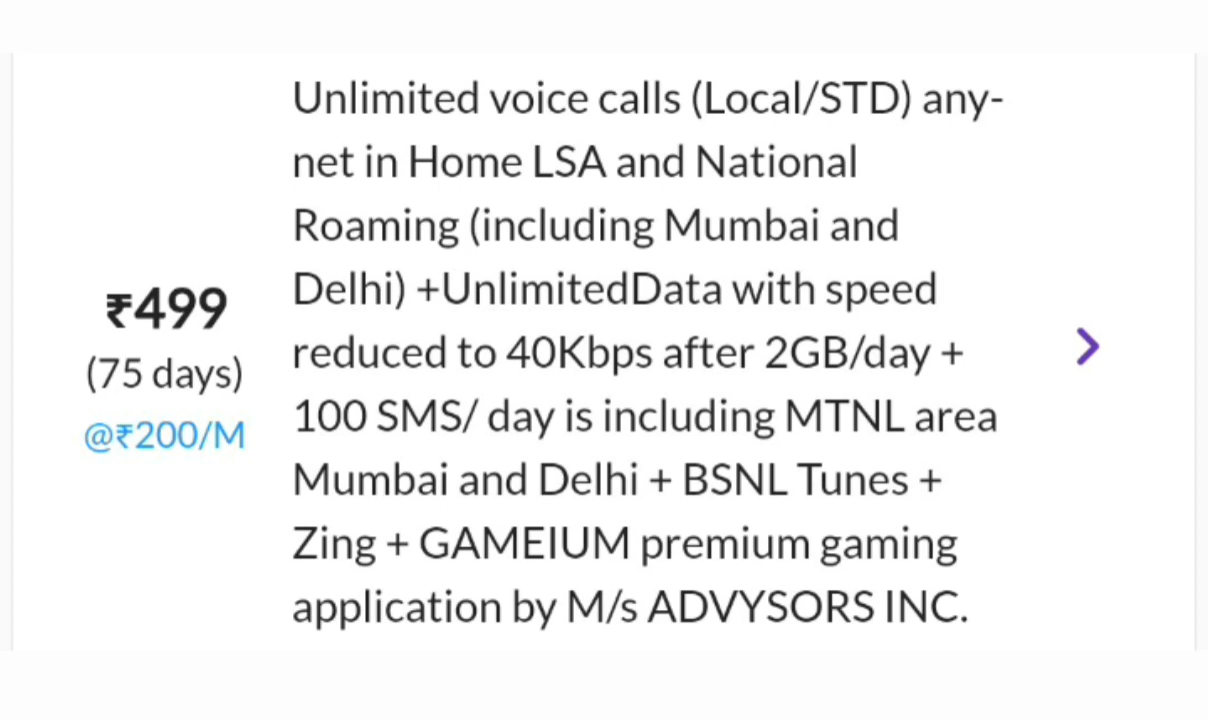 Unlimited voice calls (Local/STD) any-
net in Home LSA and National
Roaming (including Mumbai and
Delhi) +UnlimitedData with speed
reduced to 40Kbps after 2GB/day +
100 SMS/ day is including MTNL area
Mumbai and Delhi + BSNL Tunes +
Zing + GAMEIUM premium gaming
application by M/s ADVYSORS INC.
₹499
(75 days)
@₹200/M